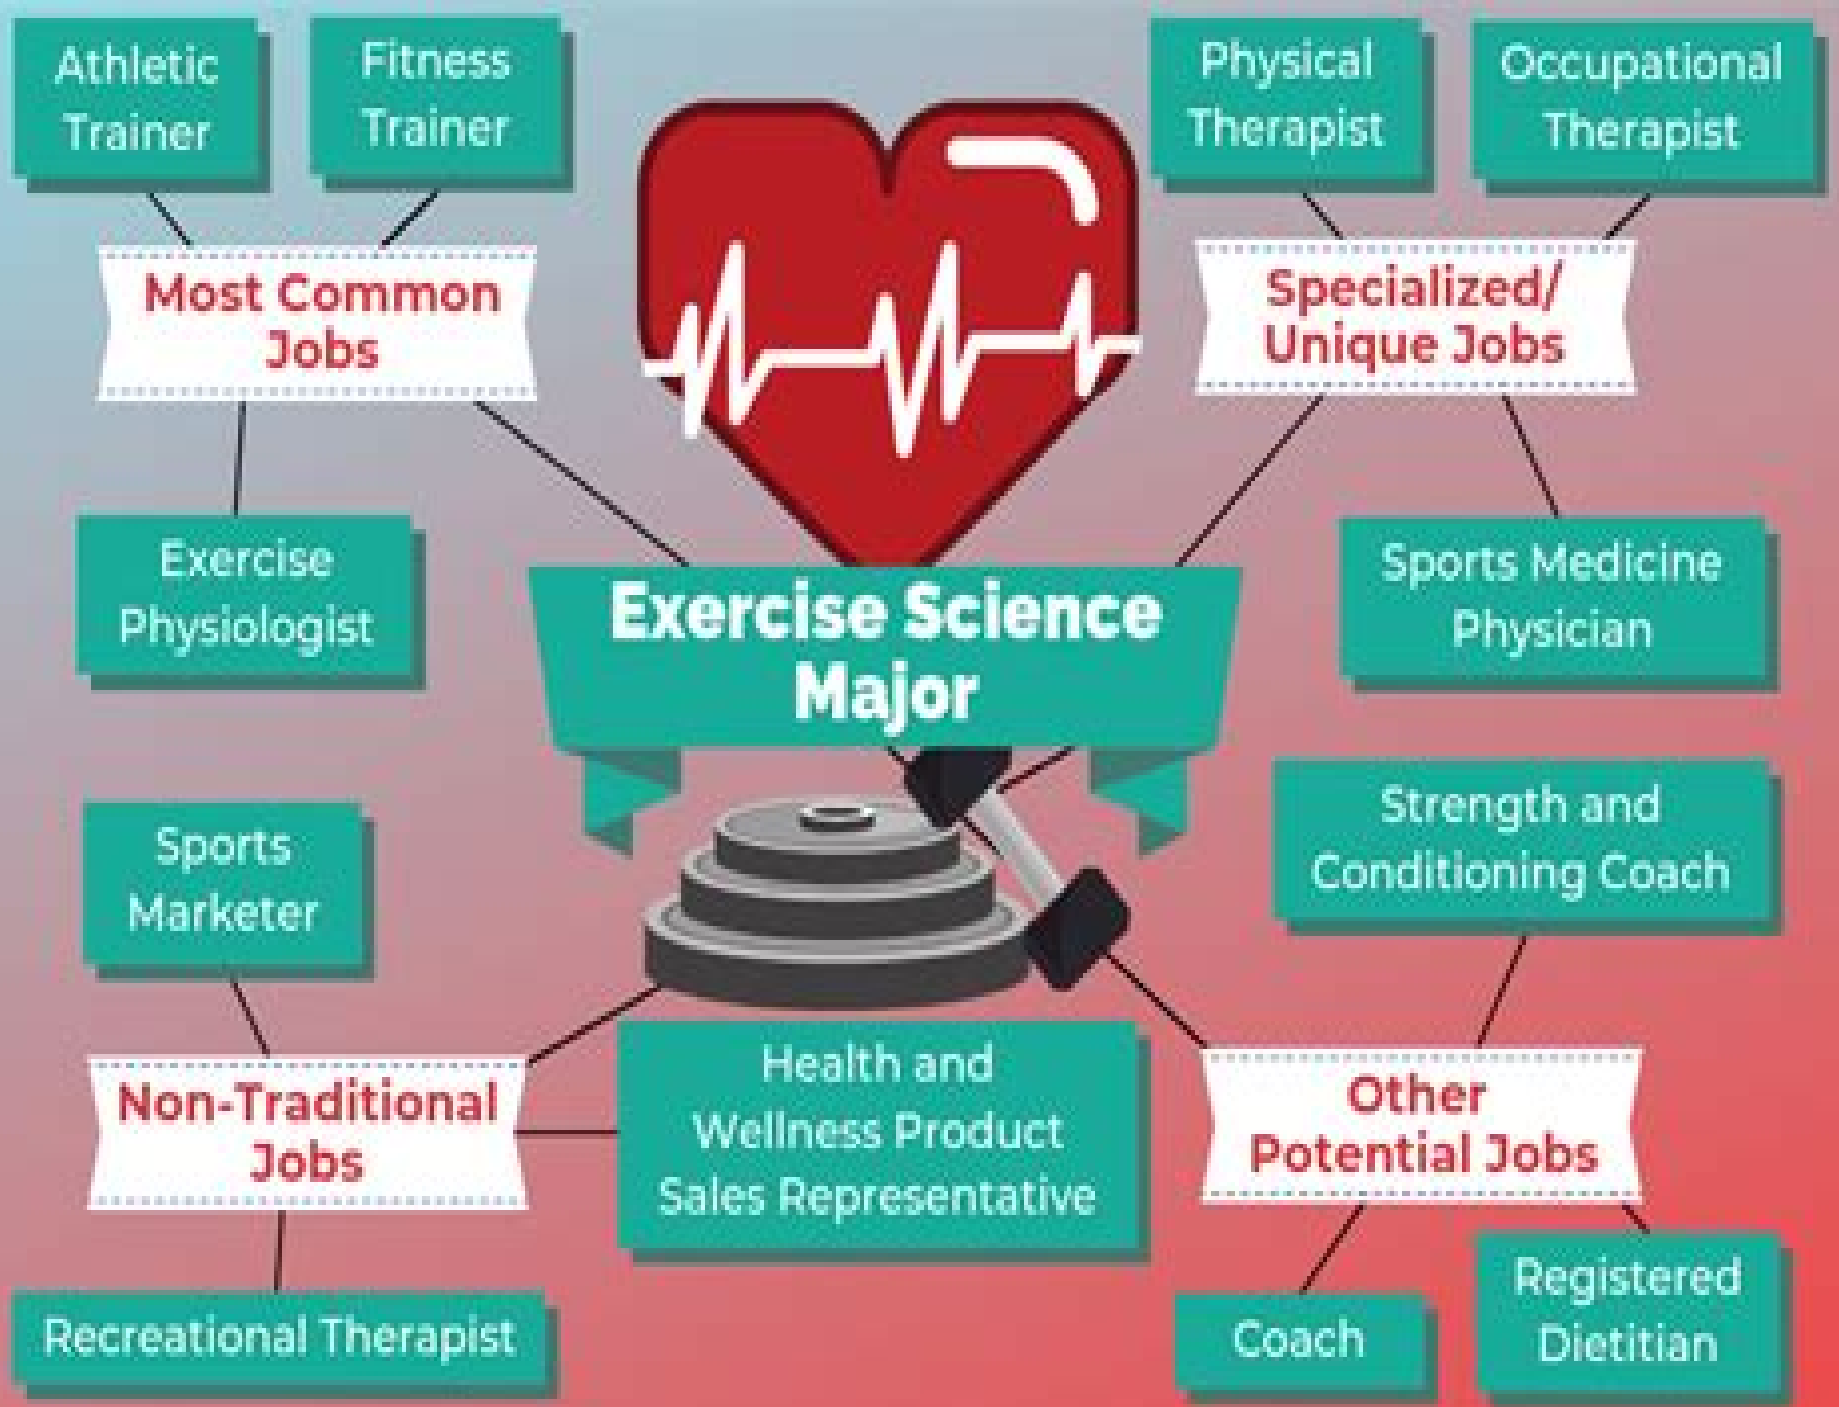 Athletic
Trainer
Fitness
Trainer
Most Common
Jobs
Exercise
Physiologist
Physical
Therapist
Occupational
Therapist
Specialized/
Unique Jobs
Sports Medicine
Physician
Exercise Science
Major
Sports
Marketer
Non-Traditional
Jobs
Health and
Wellness Product
Sales Representative
Recreational Therapist
Strength and
Conditioning Coach
Other
Potential Jobs
Coach
Registered
Dietitian